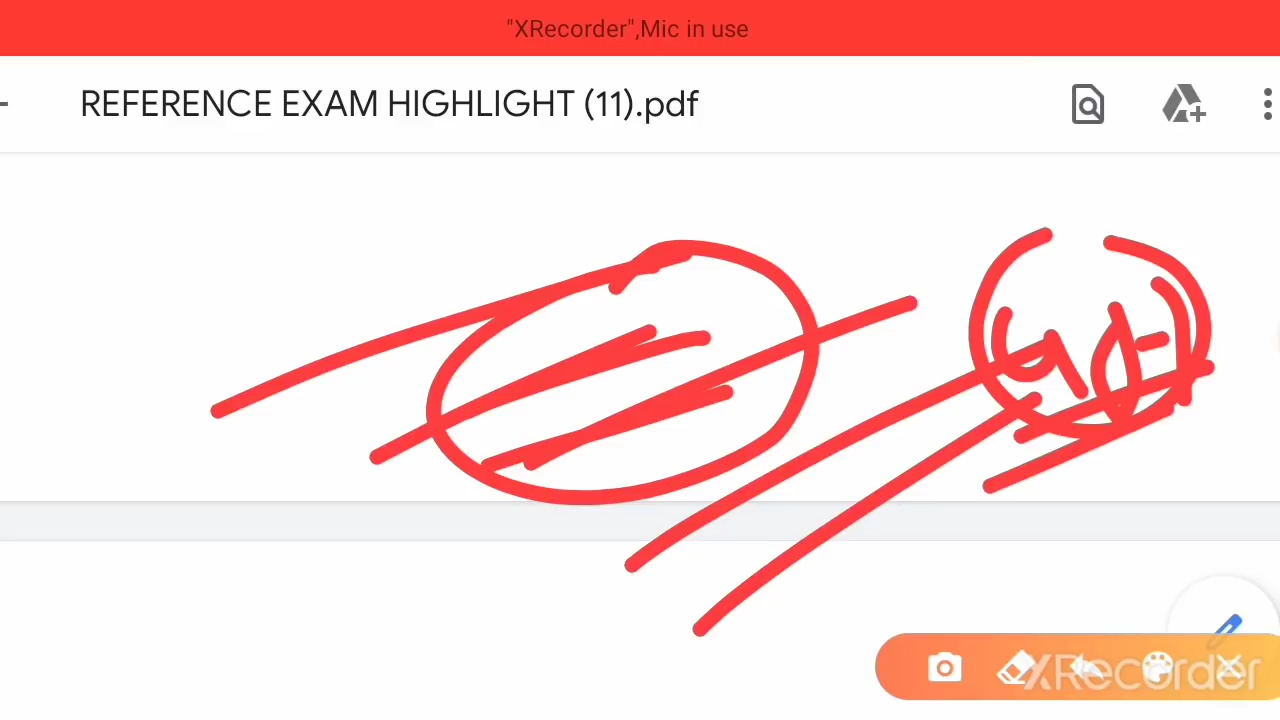 "XRecorder",Mic in use
REFERENCE EXAM HIGHLIGHT (11).pdf
XRecorder